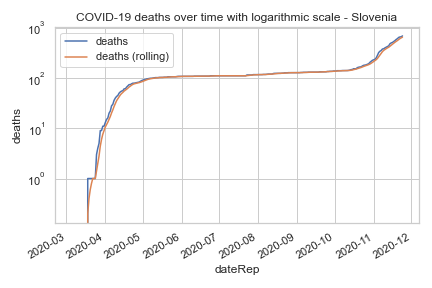 COVID-19 deaths over time with logarithmic scale - Slovenia
deaths
deaths (rolling)
10³
10²
10¹
10⁰
deaths
2020-03
2020-04
2020-05
2020-06
2020-07
2020-08
2020-09
2020-10
2020-11
2020-12
dateRep